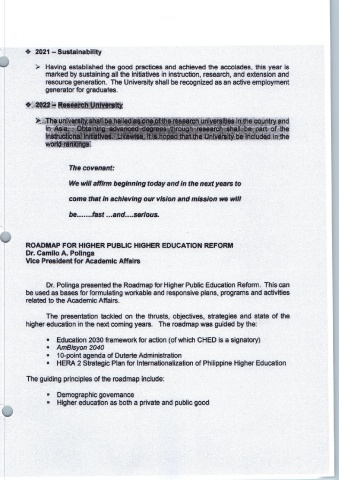 ❖ 2021 – Sustainability
➢ Having established the good practices and achieved the accolades, this year is
marked by sustaining all the initiatives in instruction, research, and extension and
resource generation. The University shall be recognized as an active employment
generator for graduates.
❖ 2022 – Research University
➢ The university shall be hailed as one of the research universities in the country and
in Asia. Obtaining advanced degrees through research shall be part of the
instructional initiatives. Likewise, it is hoped that the University be included in the
world rankings.
The covenant:
We will affirm beginning today and in the next years to
come that in achieving our vision and mission we will
be........fast ...and....serious.
ROADMAP FOR HIGHER PUBLIC HIGHER EDUCATION REFORM
Dr. Camilo A. Polinga
Vice President for Academic Affairs
Dr. Polinga presented the Roadmap for Higher Public Education Reform. This can
be used as bases for formulating workable and responsive plans, programs and activities
related to the Academic Affairs.
The presentation tackled on the thrusts, objectives, strategies and state of the
higher education in the next coming years. The roadmap was guided by the:
• Education 2030 framework for action (of which CHED is a signatory)
• AmBisyon 2040
• 10-point agenda of Duterte Administration
• HERA 2 Strategic Plan for Internationalization of Philippine Higher Education
The guiding principles of the roadmap include:
• Demographic governance
• Higher education as both a private and public good